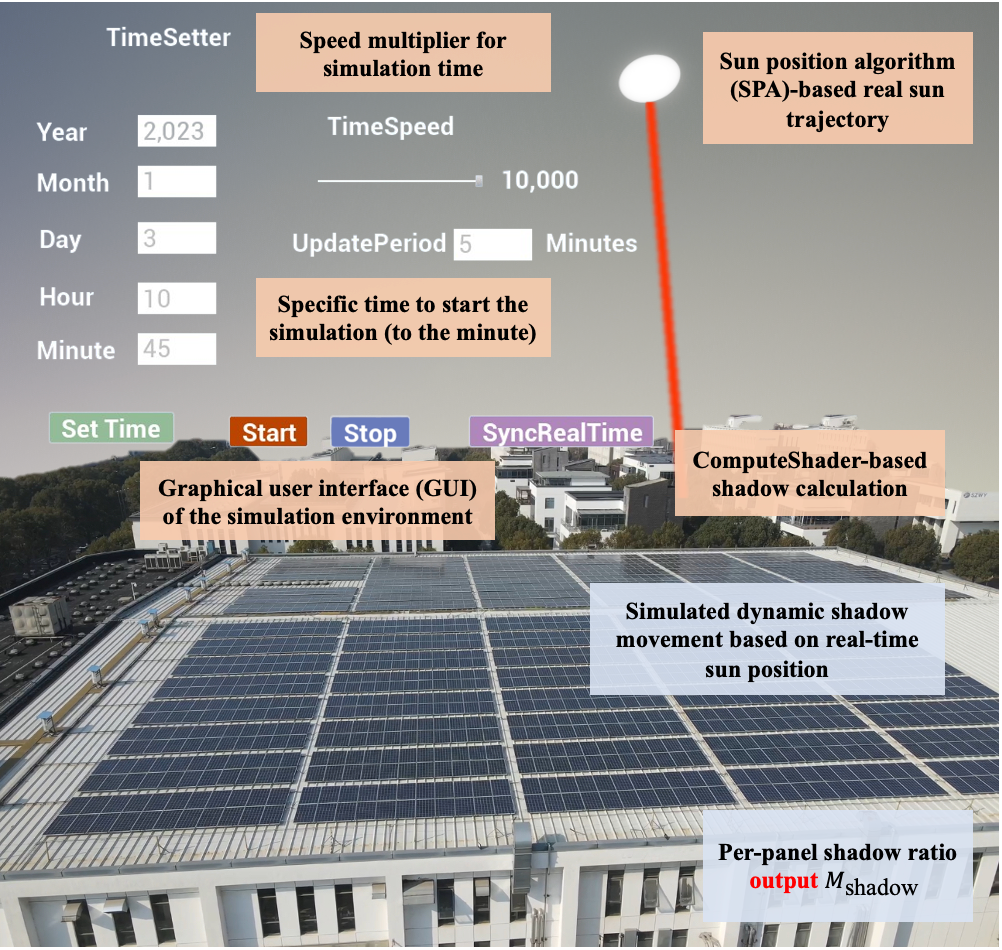 TimeSetter
Speed multiplier for
simulation time
Sun position algorithm
(SPA)-based real sun
trajectory
Year 2,023
TimeSpeed
Month 1
10,000
Day 3
UpdatePeriod 5 Minutes
Hour 10
Specific time to start the
simulation (to the minute)
Minute 45
Set Time
Start
Stop
SyncRealTime
ComputeShader-based
shadow calculation
Graphical user interface (GUI)
of the simulation environment
SZWY
Simulated dynamic shadow
movement based on real-time
sun position
Per-panel shadow ratio
output M_shadow